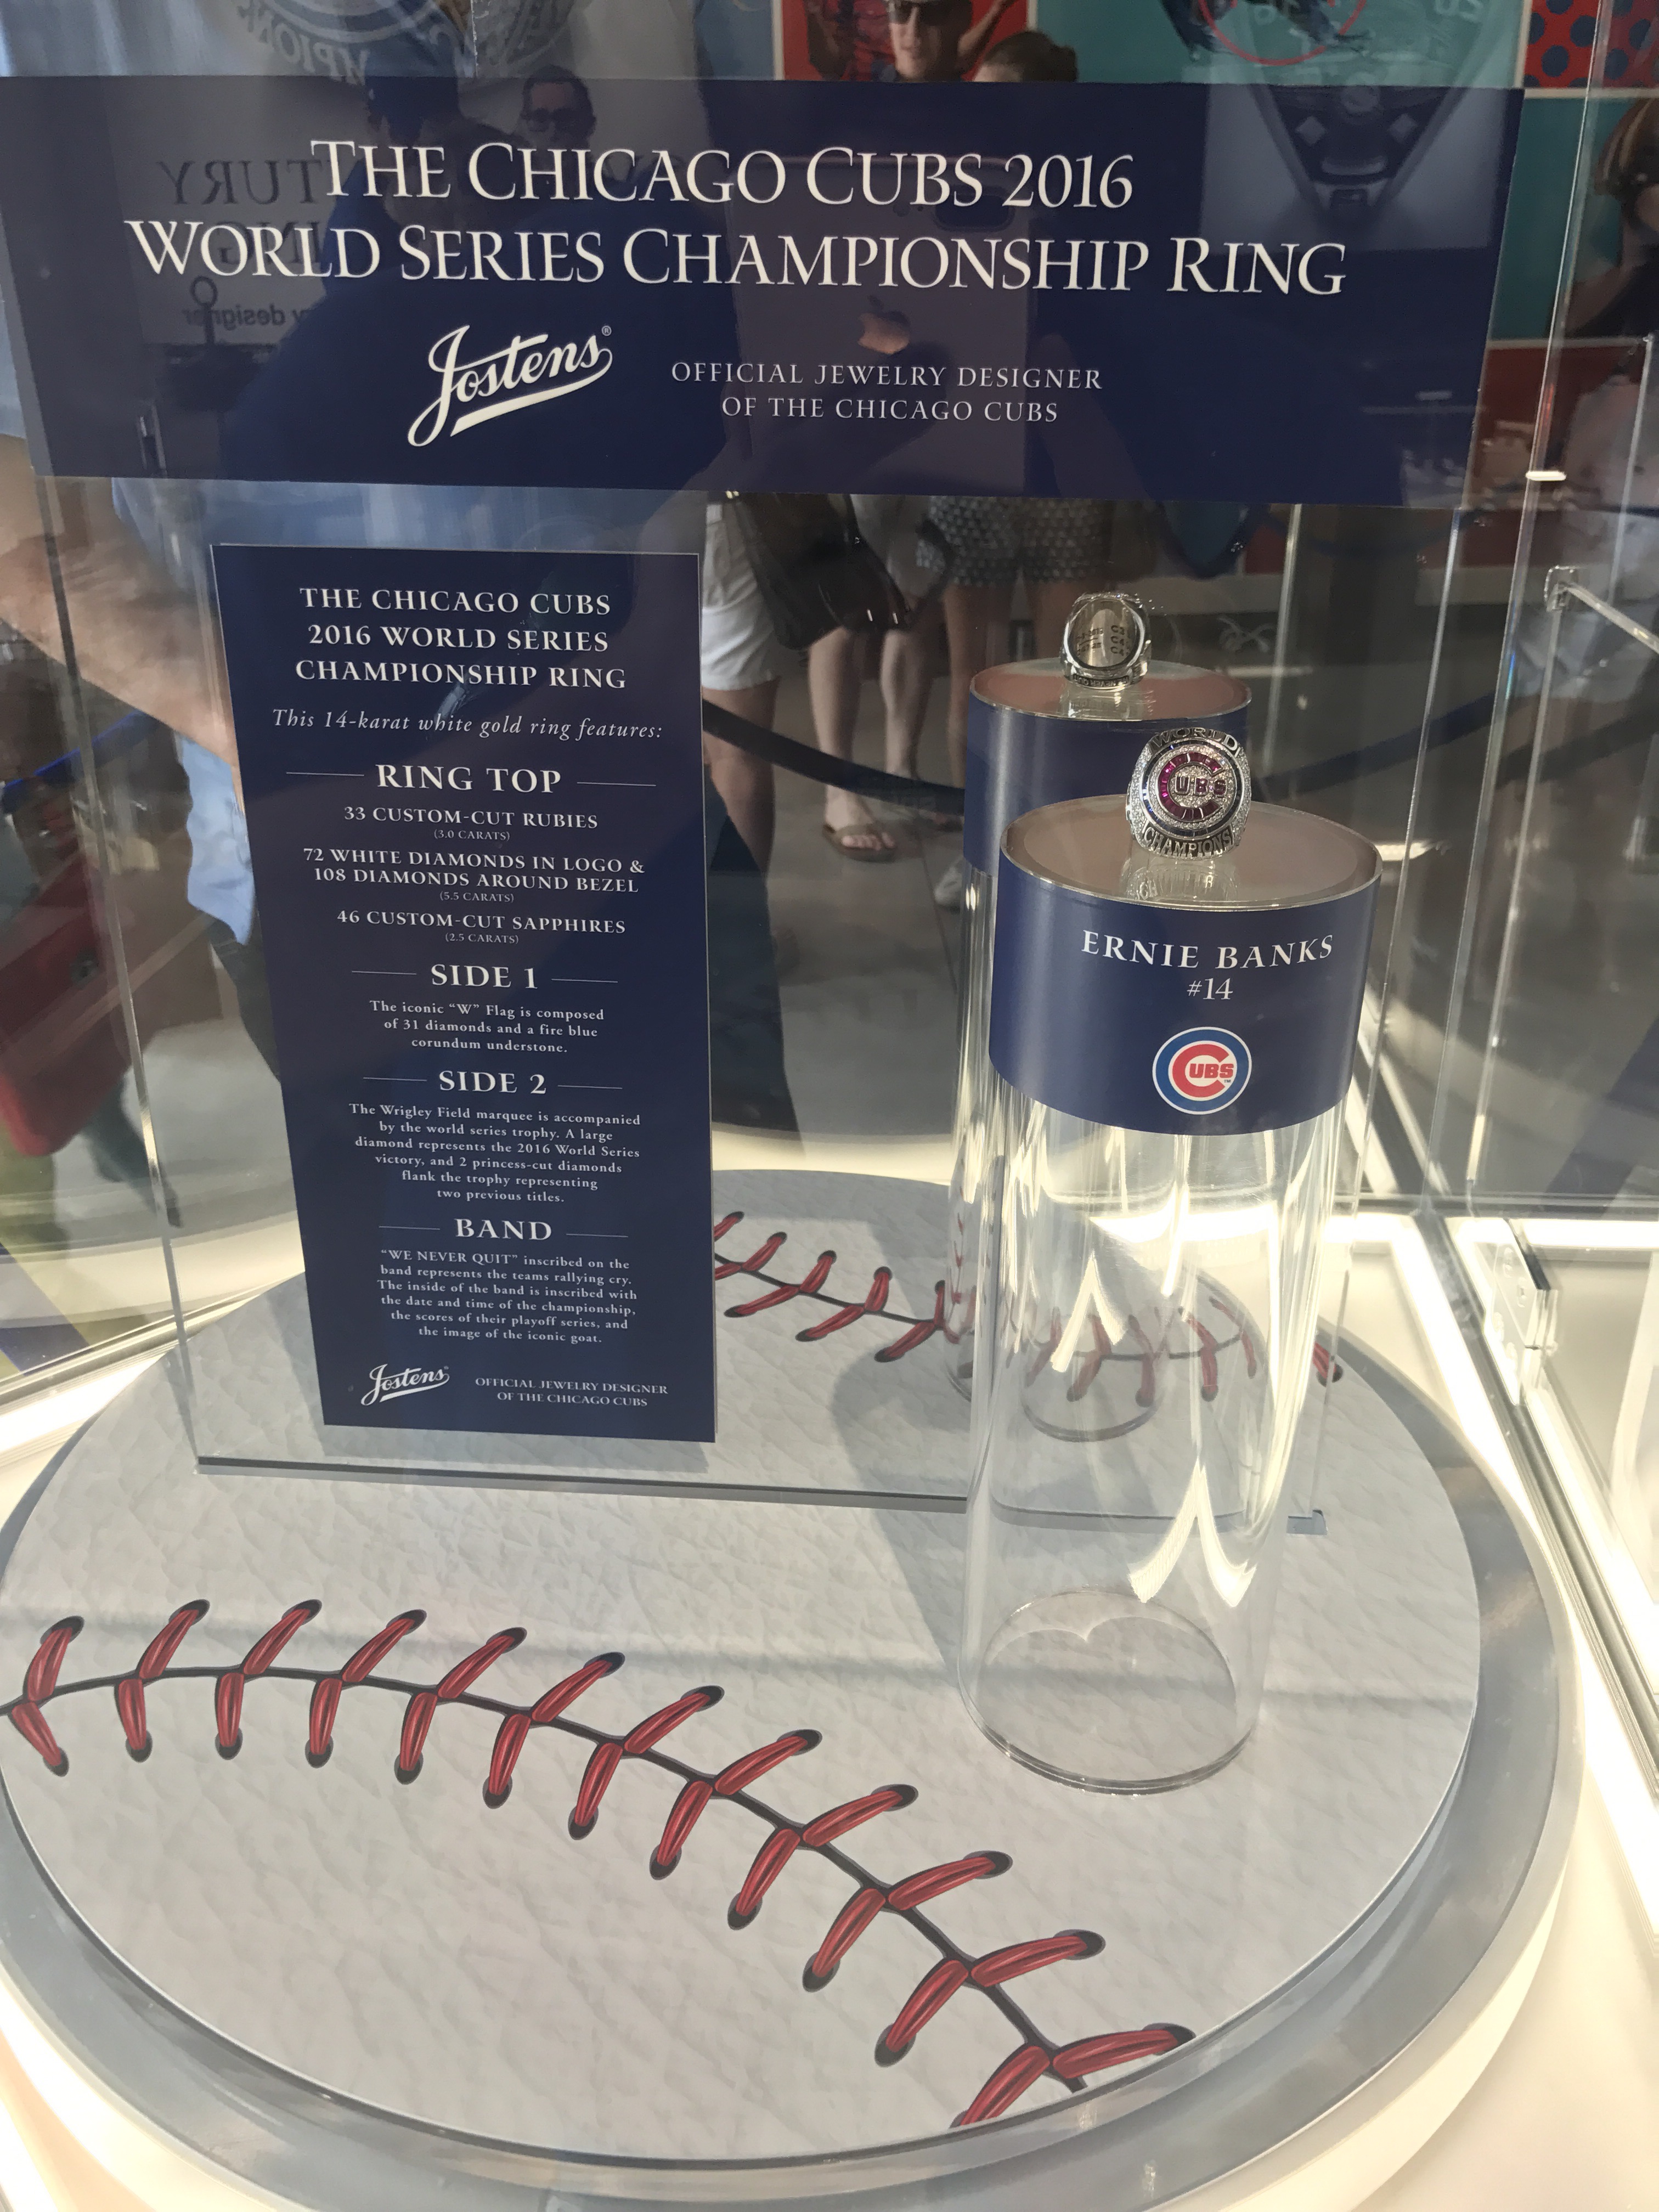 THE CHICAGO CUBS 2016
WORLD SERIES CHAMPIONSHIP RING
Jostens®
OFFICIAL JEWELRY DESIGNER
OF THE CHICAGO CUBS
THE CHICAGO CUBS
2016 WORLD SERIES
CHAMPIONSHIP RING
This 14-karat white gold ring features:
RING TOP
33 CUSTOM-CUT RUBIES
(3.0 CARATS)
72 WHITE DIAMONDS IN LOGO &
108 DIAMONDS AROUND BEZEL
(5.5 CARATS)
46 CUSTOM-CUT SAPPHIRES
(2.5 CARATS)
SIDE 1
The iconic “W” Flag is composed
of 31 diamonds and a fire blue
corundum understone.
SIDE 2
The Wrigley Field marquee is accompanied
by the world series trophy. A large
diamond represents the 2016 World Series
victory, and 2 princess-cut diamonds
flank the trophy representing
two previous titles.
BAND
“WE NEVER QUIT” inscribed on the
band represents the teams rallying cry.
The inside of the band is inscribed with
the date and time of the championship,
the scores of their playoff series, and
the image of the iconic goat.
Jostens®
OFFICIAL JEWELRY DESIGNER
OF THE CHICAGO CUBS
WORLD
CUBS
CHAMPIONS
ERNIE BANKS
#14
CUBS